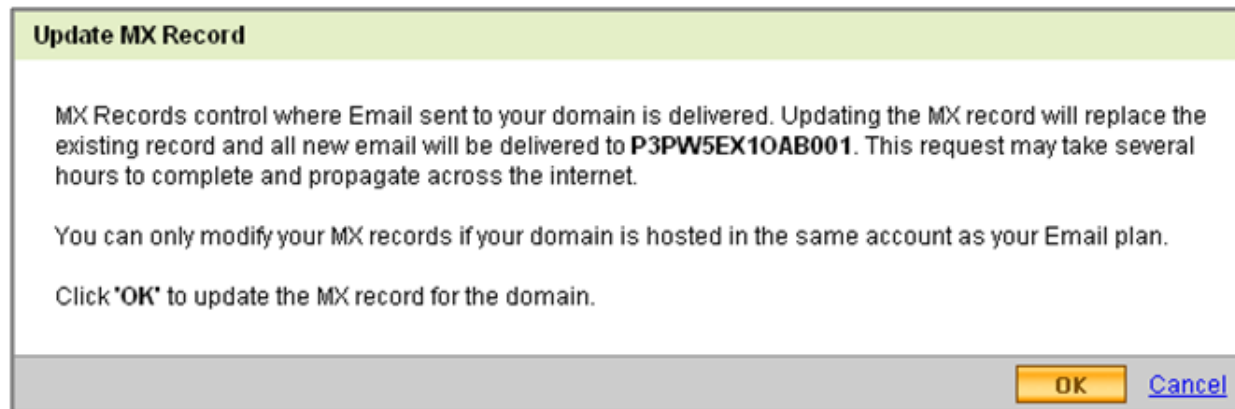 Update MX Record
MX Records control where Email sent to your domain is delivered. Updating the MX record will replace the
existing record and all new email will be delivered to P3PW5EX1OAB001. This request may take several
hours to complete and propagate across the internet.
You can only modify your MX records if your domain is hosted in the same account as your Email plan.
Click "OK" to update the MX record for the domain.
OK Cancel